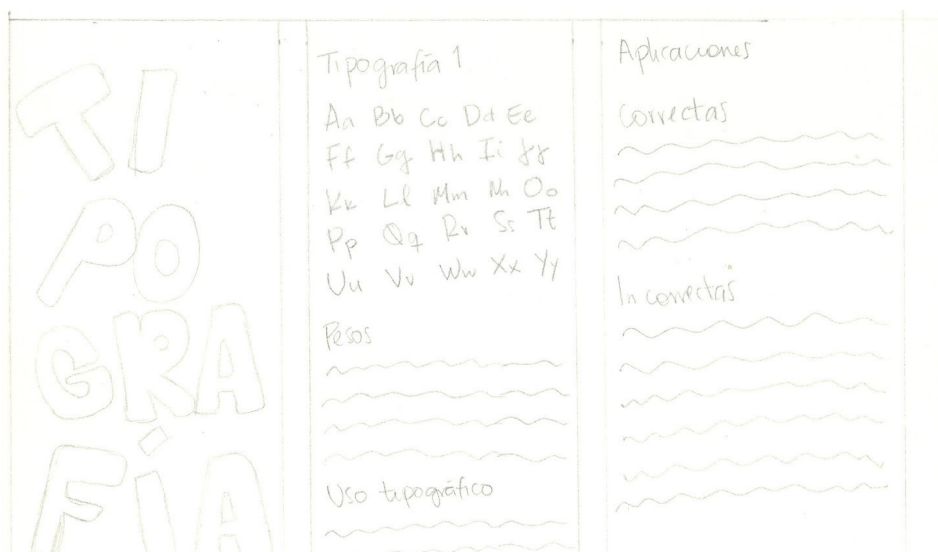 TI
PO
GRA
FÍA
Tipografía 1
Aa Bb Cc Dd Ee
Ff Gg Hh Ii Jj
Kk Ll Mm Nn Oo
Pp Qq Rr Ss Tt
Uu Vv Ww Xx Yy
Pesos
Uso tipográfico
Aplicaciones
Correctas
Incorrectas